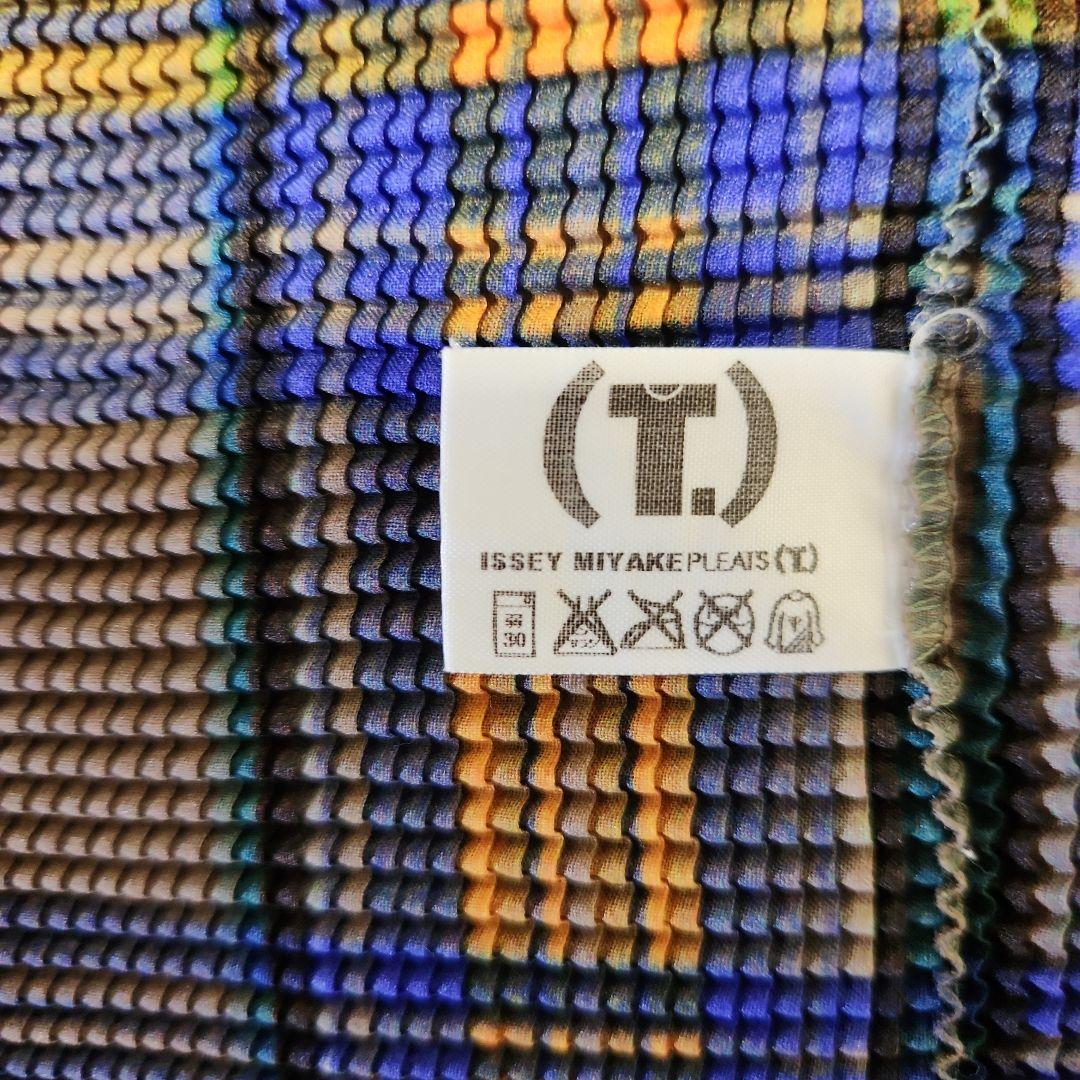 (T.)
ISSEY MIYAKE PLEATS (T.)
30